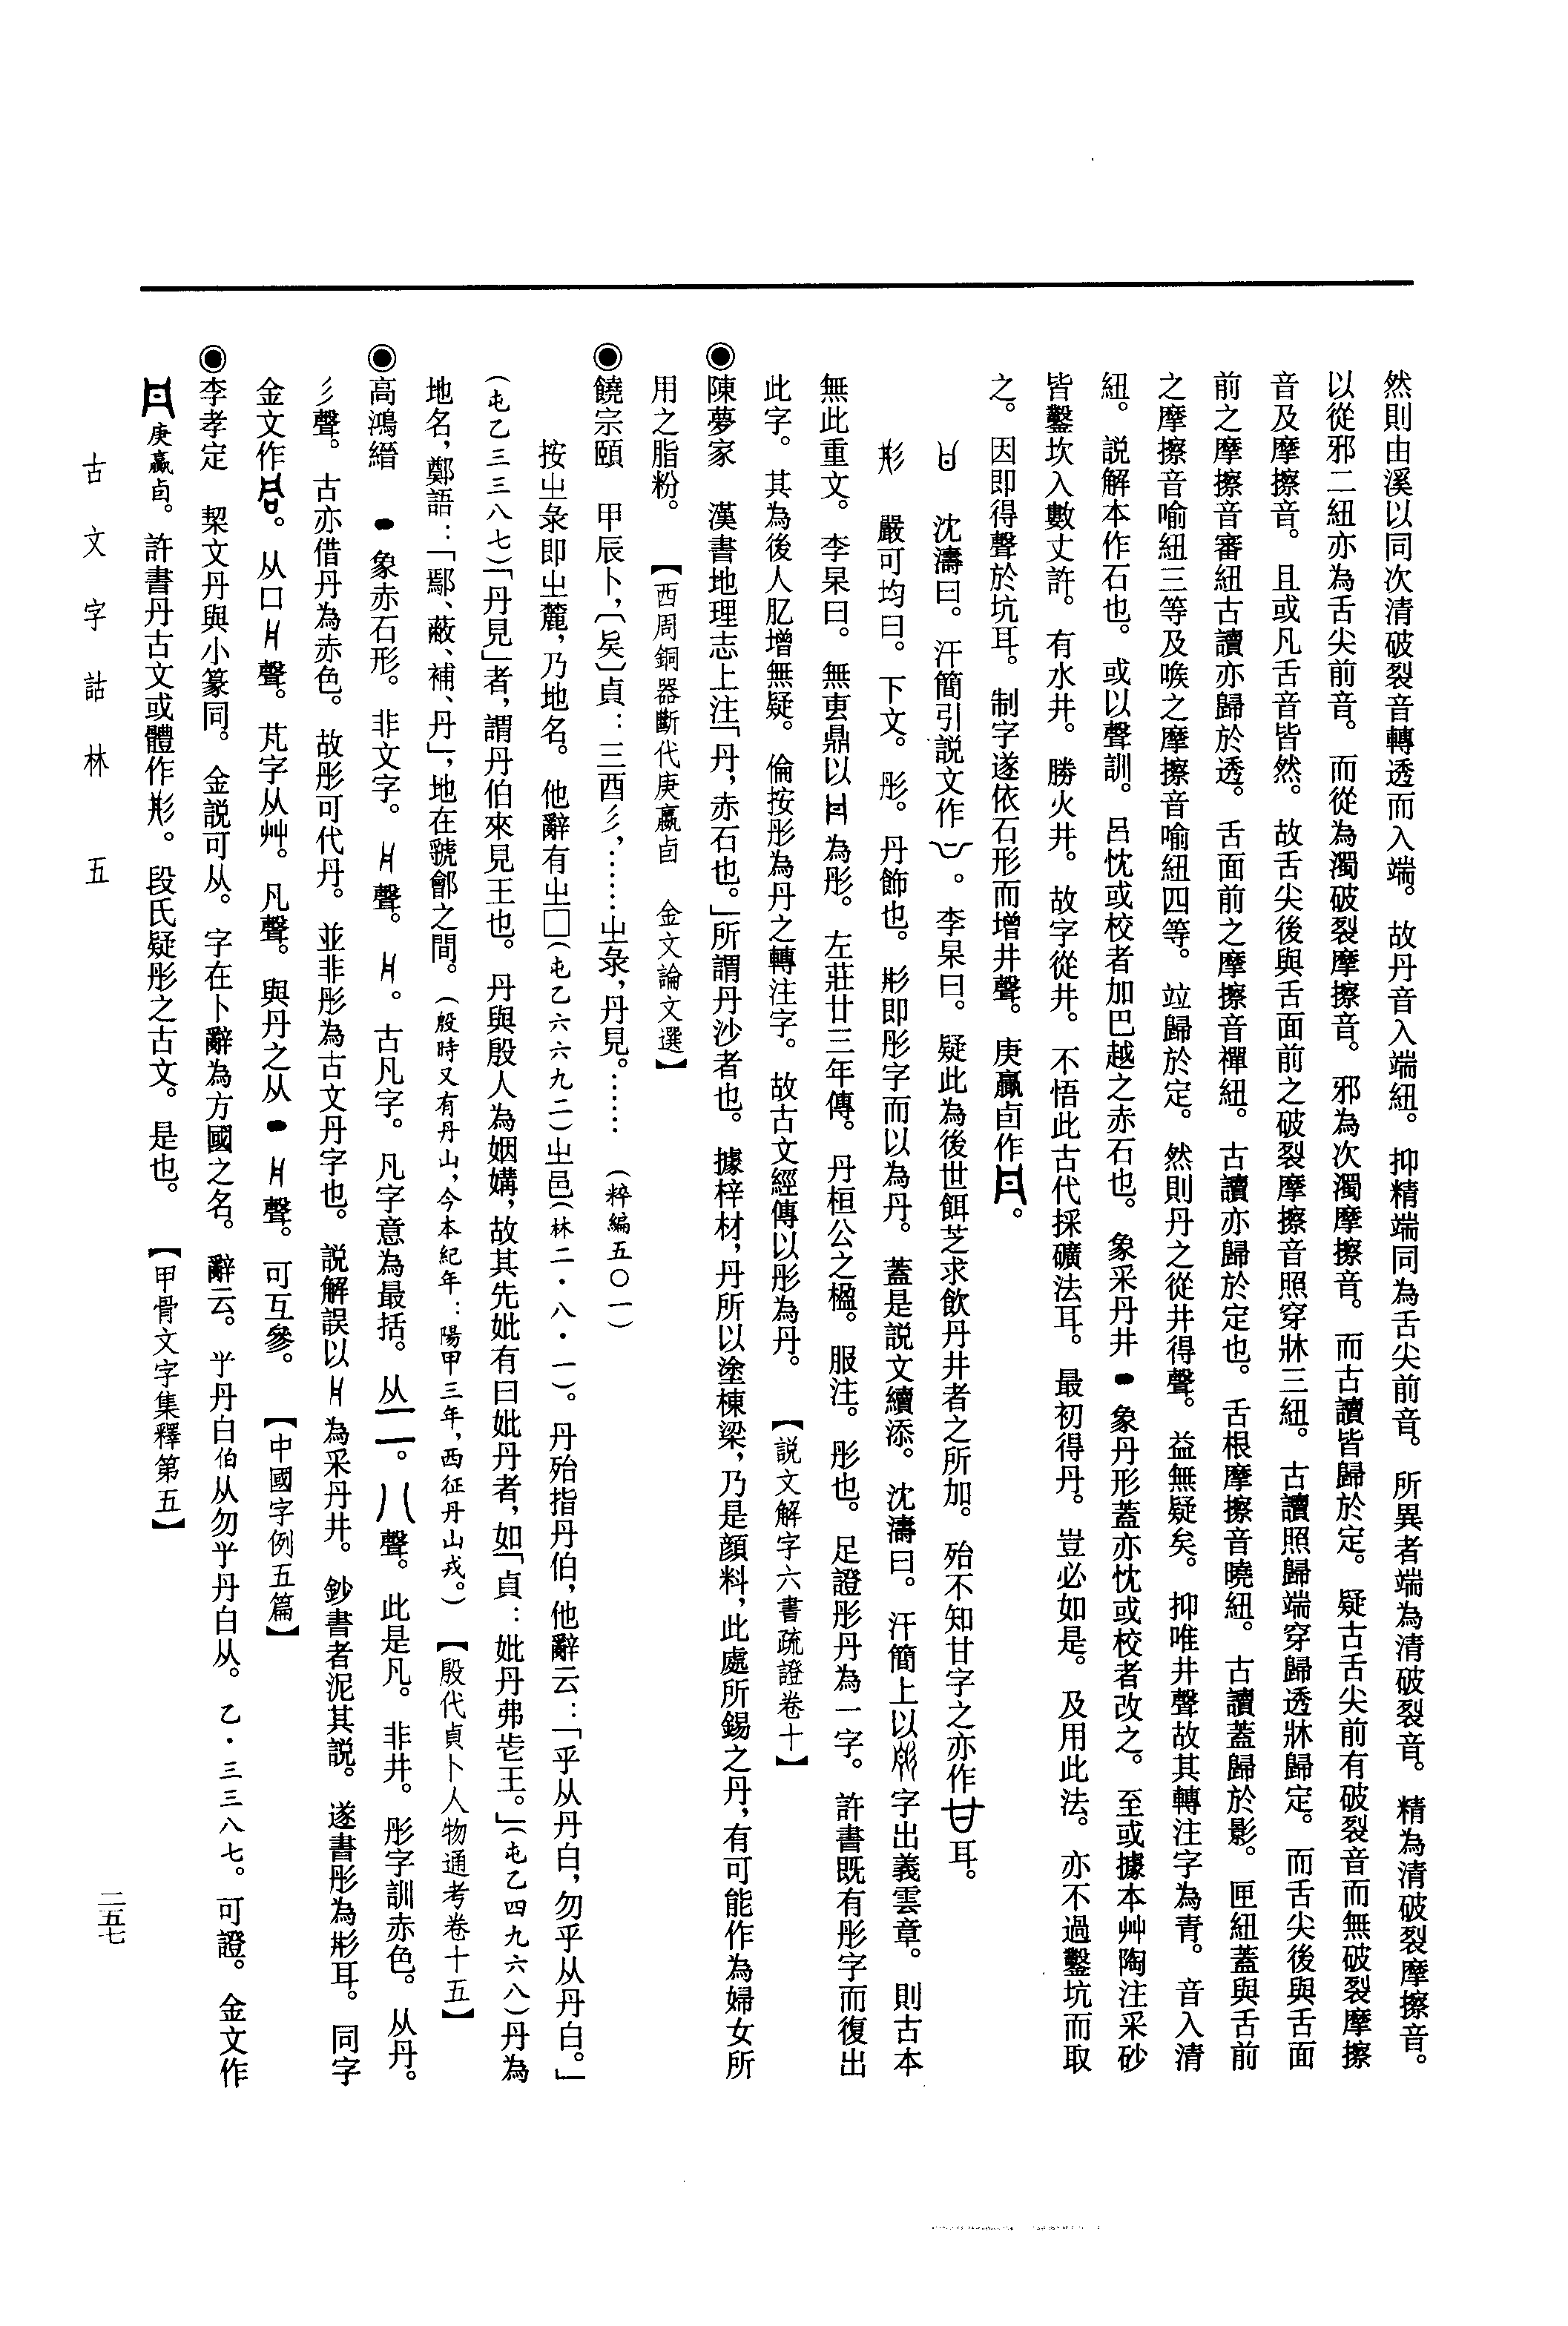 然則由溪以同次清破裂音轉透而入端。故丹音入端紐。抑精端同為舌尖前音。所異者端為清破裂音。精為清破裂摩擦音。
以從邪二紐亦為舌尖前音。而從為濁破裂摩擦音。邪為次濁摩擦音。而古讀皆歸於定。疑古舌尖前有破裂音而無破裂摩擦
音及摩擦音。且或凡舌音皆然。故舌尖後與舌面前之破裂摩擦音照穿牀三紐。古讀照歸端穿歸透牀歸定。而舌尖後與舌面
前之摩擦音審紐古讀亦歸於透。舌面前之摩擦音禪紐。古讀亦歸於定也。舌根摩擦音曉紐。古讀蓋歸於影。匣紐蓋與舌前
之摩擦音喻紐三等及喉之摩擦音喻紐四等。竝歸於定。然則丹之從井得聲。益無疑矣。抑唯井聲故其轉注字為青。音入清
紐。説解本作石也。或以聲訓。呂忱或校者加巴越之赤石也。象采丹井象丹形蓋亦忱或校者改之。至或據本艸陶注采砂
皆鑿坎入數丈許。有水井。勝火井。故字從井。不悟此古代採礦法耳。最初得丹。豈必如是。及用此法。亦不過鑿坑而取
之。因即得聲於坑耳。制字遂依石形而增井聲。庚贏卣作。
沈濤曰。汗簡引説文作。李杲曰。疑此為後世餌芝求飲丹井者之所加。殆不知甘字之亦作耳。
嚴可均曰。下文。彤。丹飾也。即彤字而以為丹。蓋是説文續添。沈濤曰。汗簡上以字出義雲章。則古本
無此重文。李杲曰。無叀鼎以為彤。左莊廿三年傳。丹桓公之楹。服注。彤也。足證彤丹為一字。許書既有彤字而復出
此字。其為後人肊增無疑。倫按彤為丹之轉注字。故古文經傳以彤為丹。【説文解字六書疏證卷十】
◉陳夢家　漢書地理志上注「丹，赤石也。」所謂丹沙者也。據梓材，丹所以塗棟梁，乃是顔料，此處所錫之丹，有可能作為婦女所
用之脂粉。【西周銅器斷代庚嬴卣　金文論文選】
◉饒宗頤　甲辰卜，〔㠱〕貞：三酉彡，……㞢彔，丹見。……（粹編五〇一）
按㞢彔即㞢麓，乃地名。他辭有㞢□（屯乙六六九二）㞢邑（林二·八·一）。丹殆指丹伯，他辭云：「乎从丹白，勿乎从丹白。」
（屯乙三三八七）「丹見」者，謂丹伯來見王也。丹與殷人為姻媾，故其先妣有曰妣丹者，如「貞：妣丹弗𡆥王。」（屯乙四九六八）丹為
地名，鄭語：「鄢、蔽、補、丹」，地在虢鄶之間。（殷時又有丹山，今本紀年：陽甲三年，西征丹山戎。）【殷代貞卜人物通考卷十五】
◉高鴻縉　象赤石形。非文字。聲。。古凡字。凡字意為最括。从。聲。此是凡。非井。彤字訓赤色。从丹。
彡聲。古亦借丹為赤色。故彤可代丹。並非彤為古文丹字也。説解誤以為采丹井。鈔書者泥其説。遂書彤為耳。同字
金文作。从口聲。芃字从艸。凡聲。與丹之从聲。可互參。【中國字例五篇】
◉李孝定　栔文丹與小篆同。金説可从。字在卜辭為方國之名。辭云。乎丹白伯从勿乎丹白从。乙·三三八七。可證。金文作
庚嬴卣。許書丹古文或體作。段氏疑彤之古文。是也。【甲骨文字集釋第五】
古文字詁林　五
二五七